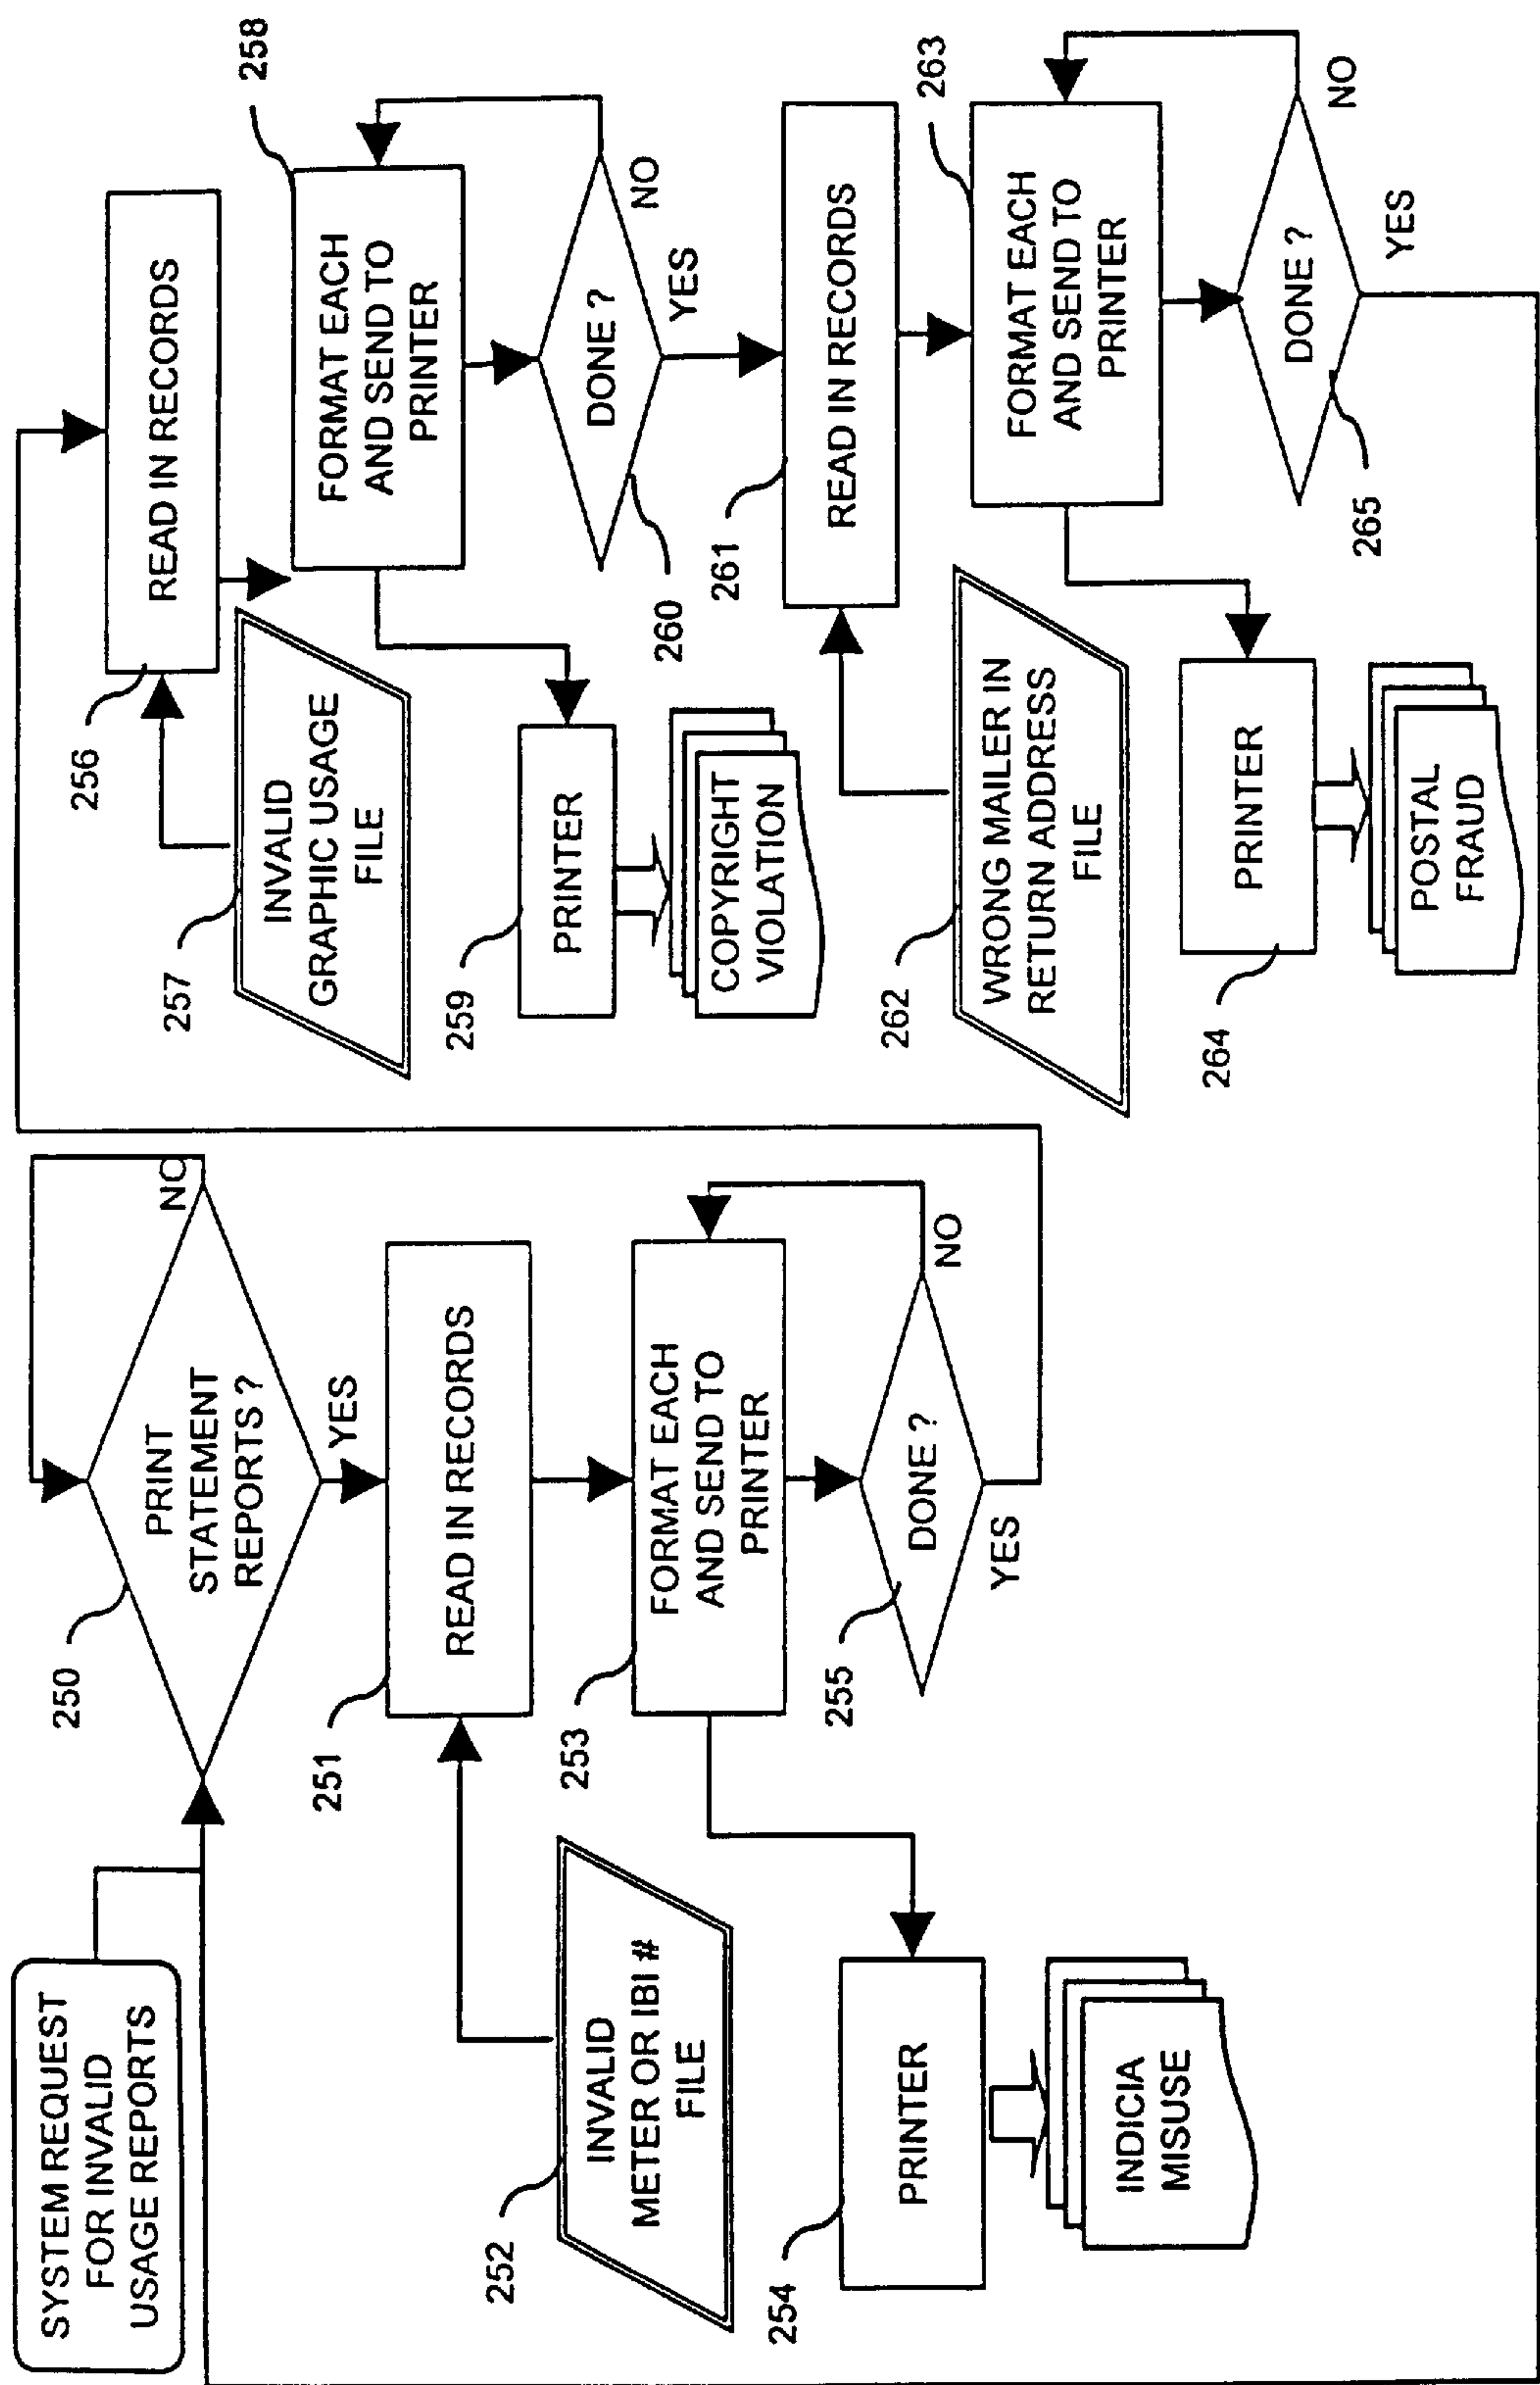 SYSTEM REQUEST
FOR INVALID
USAGE REPORTS
250
PRINT
STATEMENT
REPORTS ?
NO
YES
251
READ IN RECORDS
252
INVALID
METER OR IBI #
FILE
253
FORMAT EACH
AND SEND TO
PRINTER
254
PRINTER
INDICIA
MISUSE
255
DONE ?
NO
YES
256
READ IN RECORDS
257
INVALID
GRAPHIC USAGE
FILE
258
FORMAT EACH
AND SEND TO
PRINTER
259
PRINTER
COPYRIGHT
VIOLATION
260
DONE ?
NO
YES
261
READ IN RECORDS
262
WRONG MAILER IN
RETURN ADDRESS
FILE
263
FORMAT EACH
AND SEND TO
PRINTER
264
PRINTER
POSTAL
FRAUD
265
DONE ?
NO
YES